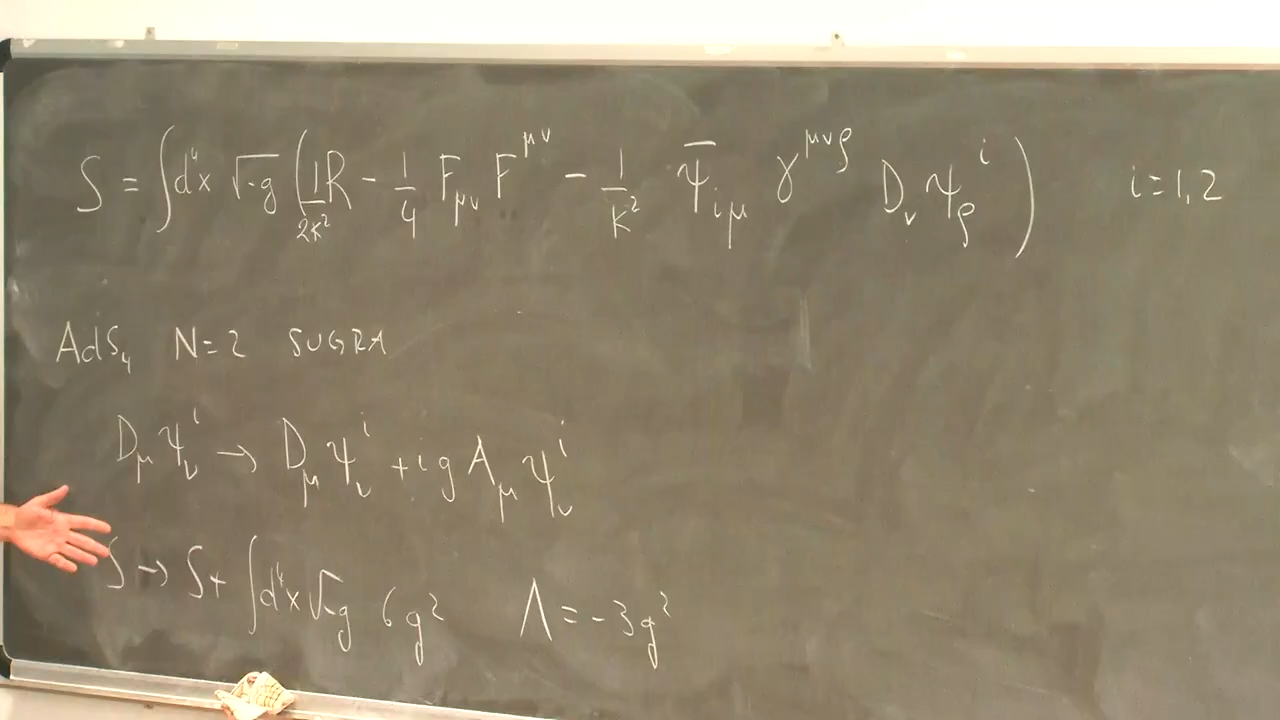 S = ∫d⁴x √-g ( 1/2κ² R - 1/4 F_μν F^μν - 1/κ² ψ̄_iμ γ^μνρ D_ν ψ_ρ^i ) i=1,2
AdS₄ N=2 SUGRA
D_μ ψ_ν^i → D_μ ψ_ν^i + i g A_μ ψ_ν^i
S → S + ∫d⁴x √-g 6g² Λ = -3g²